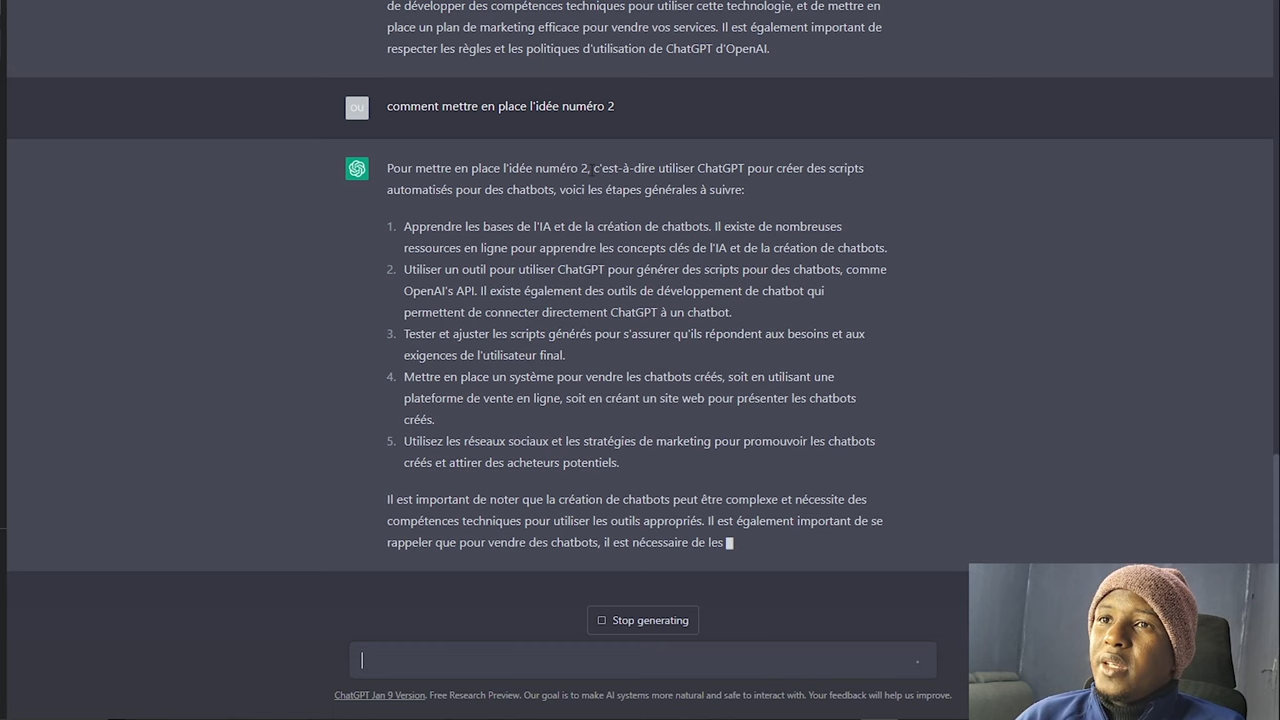 de développer des compétences techniques pour utiliser cette technologie, et de mettre en
place un plan de marketing efficace pour vendre vos services. Il est également important de
respecter les règles et les politiques d'utilisation de ChatGPT d'OpenAI.
OU
comment mettre en place l'idée numéro 2
Pour mettre en place l'idée numéro 2, c'est-à-dire utiliser ChatGPT pour créer des scripts
automatisés pour des chatbots, voici les étapes générales à suivre:
1. Apprendre les bases de l'IA et de la création de chatbots. Il existe de nombreuses
ressources en ligne pour apprendre les concepts clés de l'IA et de la création de chatbots.
2. Utiliser un outil pour utiliser ChatGPT pour générer des scripts pour des chatbots, comme
OpenAI's API. Il existe également des outils de développement de chatbot qui
permettent de connecter directement ChatGPT à un chatbot.
3. Tester et ajuster les scripts générés pour s'assurer qu'ils répondent aux besoins et aux
exigences de l'utilisateur final.
4. Mettre en place un système pour vendre les chatbots créés, soit en utilisant une
plateforme de vente en ligne, soit en créant un site web pour présenter les chatbots
créés.
5. Utilisez les réseaux sociaux et les stratégies de marketing pour promouvoir les chatbots
créés et attirer des acheteurs potentiels.
Il est important de noter que la création de chatbots peut être complexe et nécessite des
compétences techniques pour utiliser les outils appropriés. Il est également important de se
rappeler que pour vendre des chatbots, il est nécessaire de les
Stop generating
ChatGPT Jan 9 Version. Free Research Preview. Our goal is to make AI systems more natural and safe to interact with. Your feedback will help us improve.